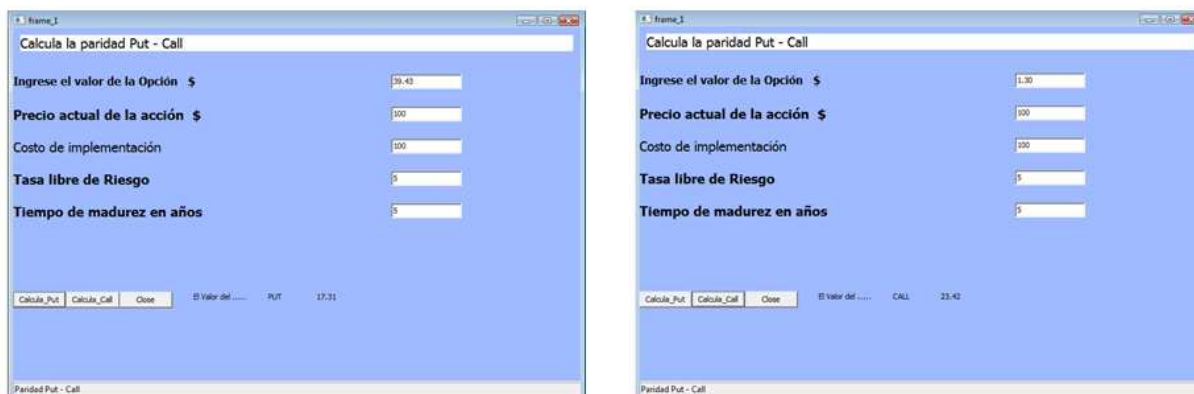 frame_1
Calcula la paridad Put - Call
Ingrese el valor de la Opción $ 39.43
Precio actual de la acción $ 100
Costo de implementación 100
Tasa libre de Riesgo 5
Tiempo de madurez en años 5
Calcula_Put Calcula_Call Close El Valor del ...... PUT 17.31
Paridad Put - Call
frame_1
Calcula la paridad Put - Call
Ingrese el valor de la Opción $ 1.30
Precio actual de la acción $ 100
Costo de implementación 100
Tasa libre de Riesgo 5
Tiempo de madurez en años 5
Calcula_Put Calcula_Call Close El Valor del ...... CALL 23.42
Paridad Put - Call